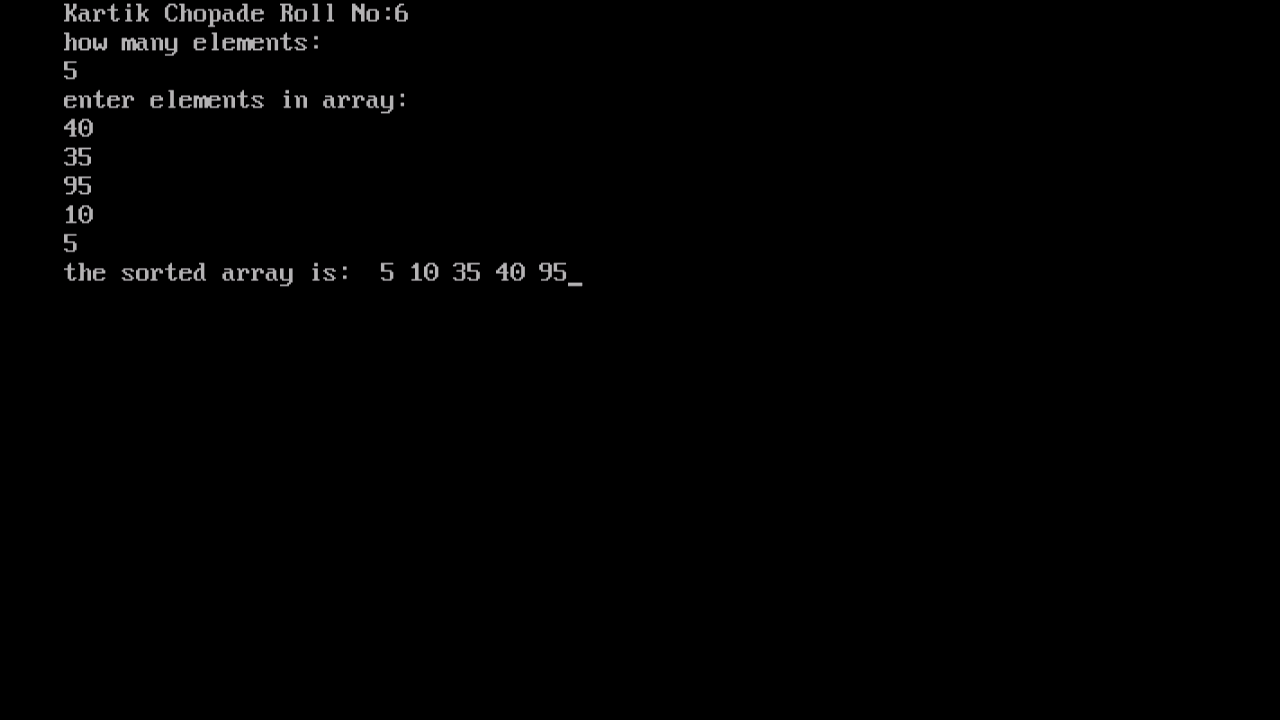 Kartik Chopade Roll No:6
how many elements:
5
enter elements in array:
40
35
95
10
5
the sorted array is:  5 10 35 40 95_